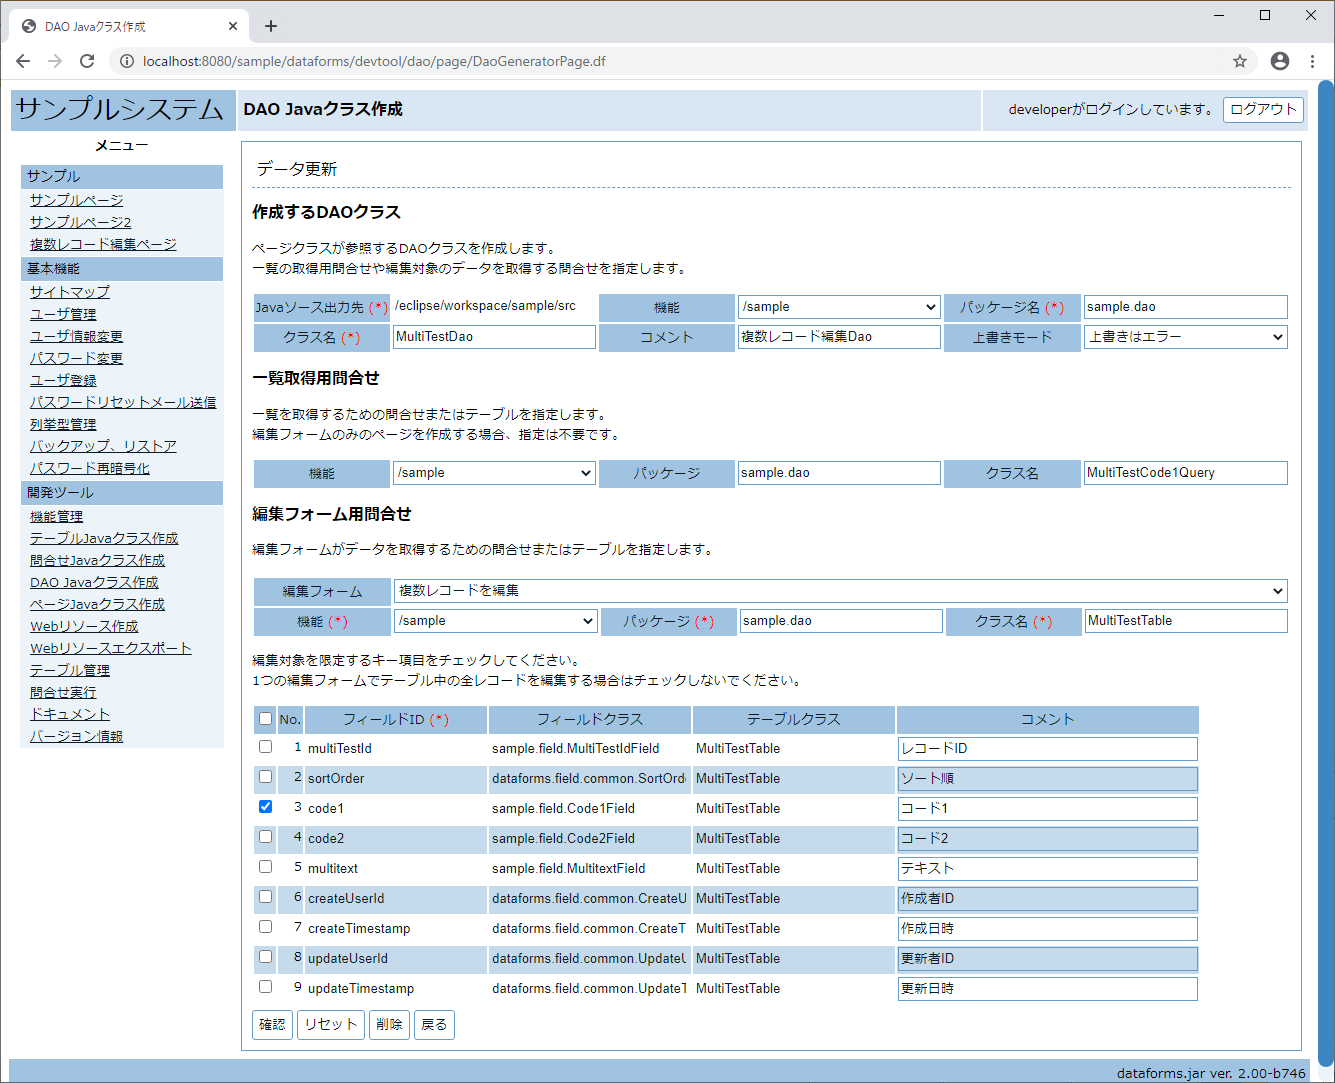 DAO Javaクラス作成
localhost:8080/sample/dataforms/devtool/dao/page/DaoGeneratorPage.df
サンプルシステム
DAO Javaクラス作成
developerがログインしています。 ログアウト
メニュー
サンプル
サンプルページ
サンプルページ2
複数レコード編集ページ
基本機能
サイトマップ
ユーザ管理
ユーザ情報変更
パスワード変更
ユーザ登録
パスワードリセットメール送信
列挙型管理
バックアップ、リストア
パスワード再暗号化
開発ツール
機能管理
テーブルJavaクラス作成
問合せJavaクラス作成
DAO Javaクラス作成
ページJavaクラス作成
Webリソース作成
Webリソースエクスポート
テーブル管理
問合せ実行
ドキュメント
バージョン情報
データ更新
作成するDAOクラス
ページクラスが参照するDAOクラスを作成します。
一覧の取得用問合せや編集対象のデータを取得する問合せを指定します。
Javaソース出力先 (*) /eclipse/workspace/sample/src 機能 /sample パッケージ名 (*) sample.dao
クラス名 (*) MultiTestDao コメント 複数レコード編集Dao 上書きモード 上書きはエラー
一覧取得用問合せ
一覧を取得するための問合せまたはテーブルを指定します。
編集フォームのみのページを作成する場合、指定は不要です。
機能 /sample パッケージ sample.dao クラス名 MultiTestCode1Query
編集フォーム用問合せ
編集フォームがデータを取得するための問合せまたはテーブルを指定します。
編集フォーム 複数レコードを編集
機能 (*) /sample パッケージ (*) sample.dao クラス名 (*) MultiTestTable
編集対象を限定するキー項目をチェックしてください。
1つの編集フォームでテーブル中の全レコードを編集する場合はチェックしないでください。
No. フィールドID (*) フィールドクラス テーブルクラス コメント
1 multiTestId sample.field.MultiTestIdField MultiTestTable レコードID
2 sortOrder dataforms.field.common.SortOrd MultiTestTable ソート順
3 code1 sample.field.Code1Field MultiTestTable コード1
4 code2 sample.field.Code2Field MultiTestTable コード2
5 multitext sample.field.MultitextField MultiTestTable テキスト
6 createUserId dataforms.field.common.CreateU MultiTestTable 作成者ID
7 createTimestamp dataforms.field.common.CreateT MultiTestTable 作成日時
8 updateUserId dataforms.field.common.UpdateU MultiTestTable 更新者ID
9 updateTimestamp dataforms.field.common.UpdateT MultiTestTable 更新日時
確認 リセット 削除 戻る
dataforms.jar ver. 2.00-b746